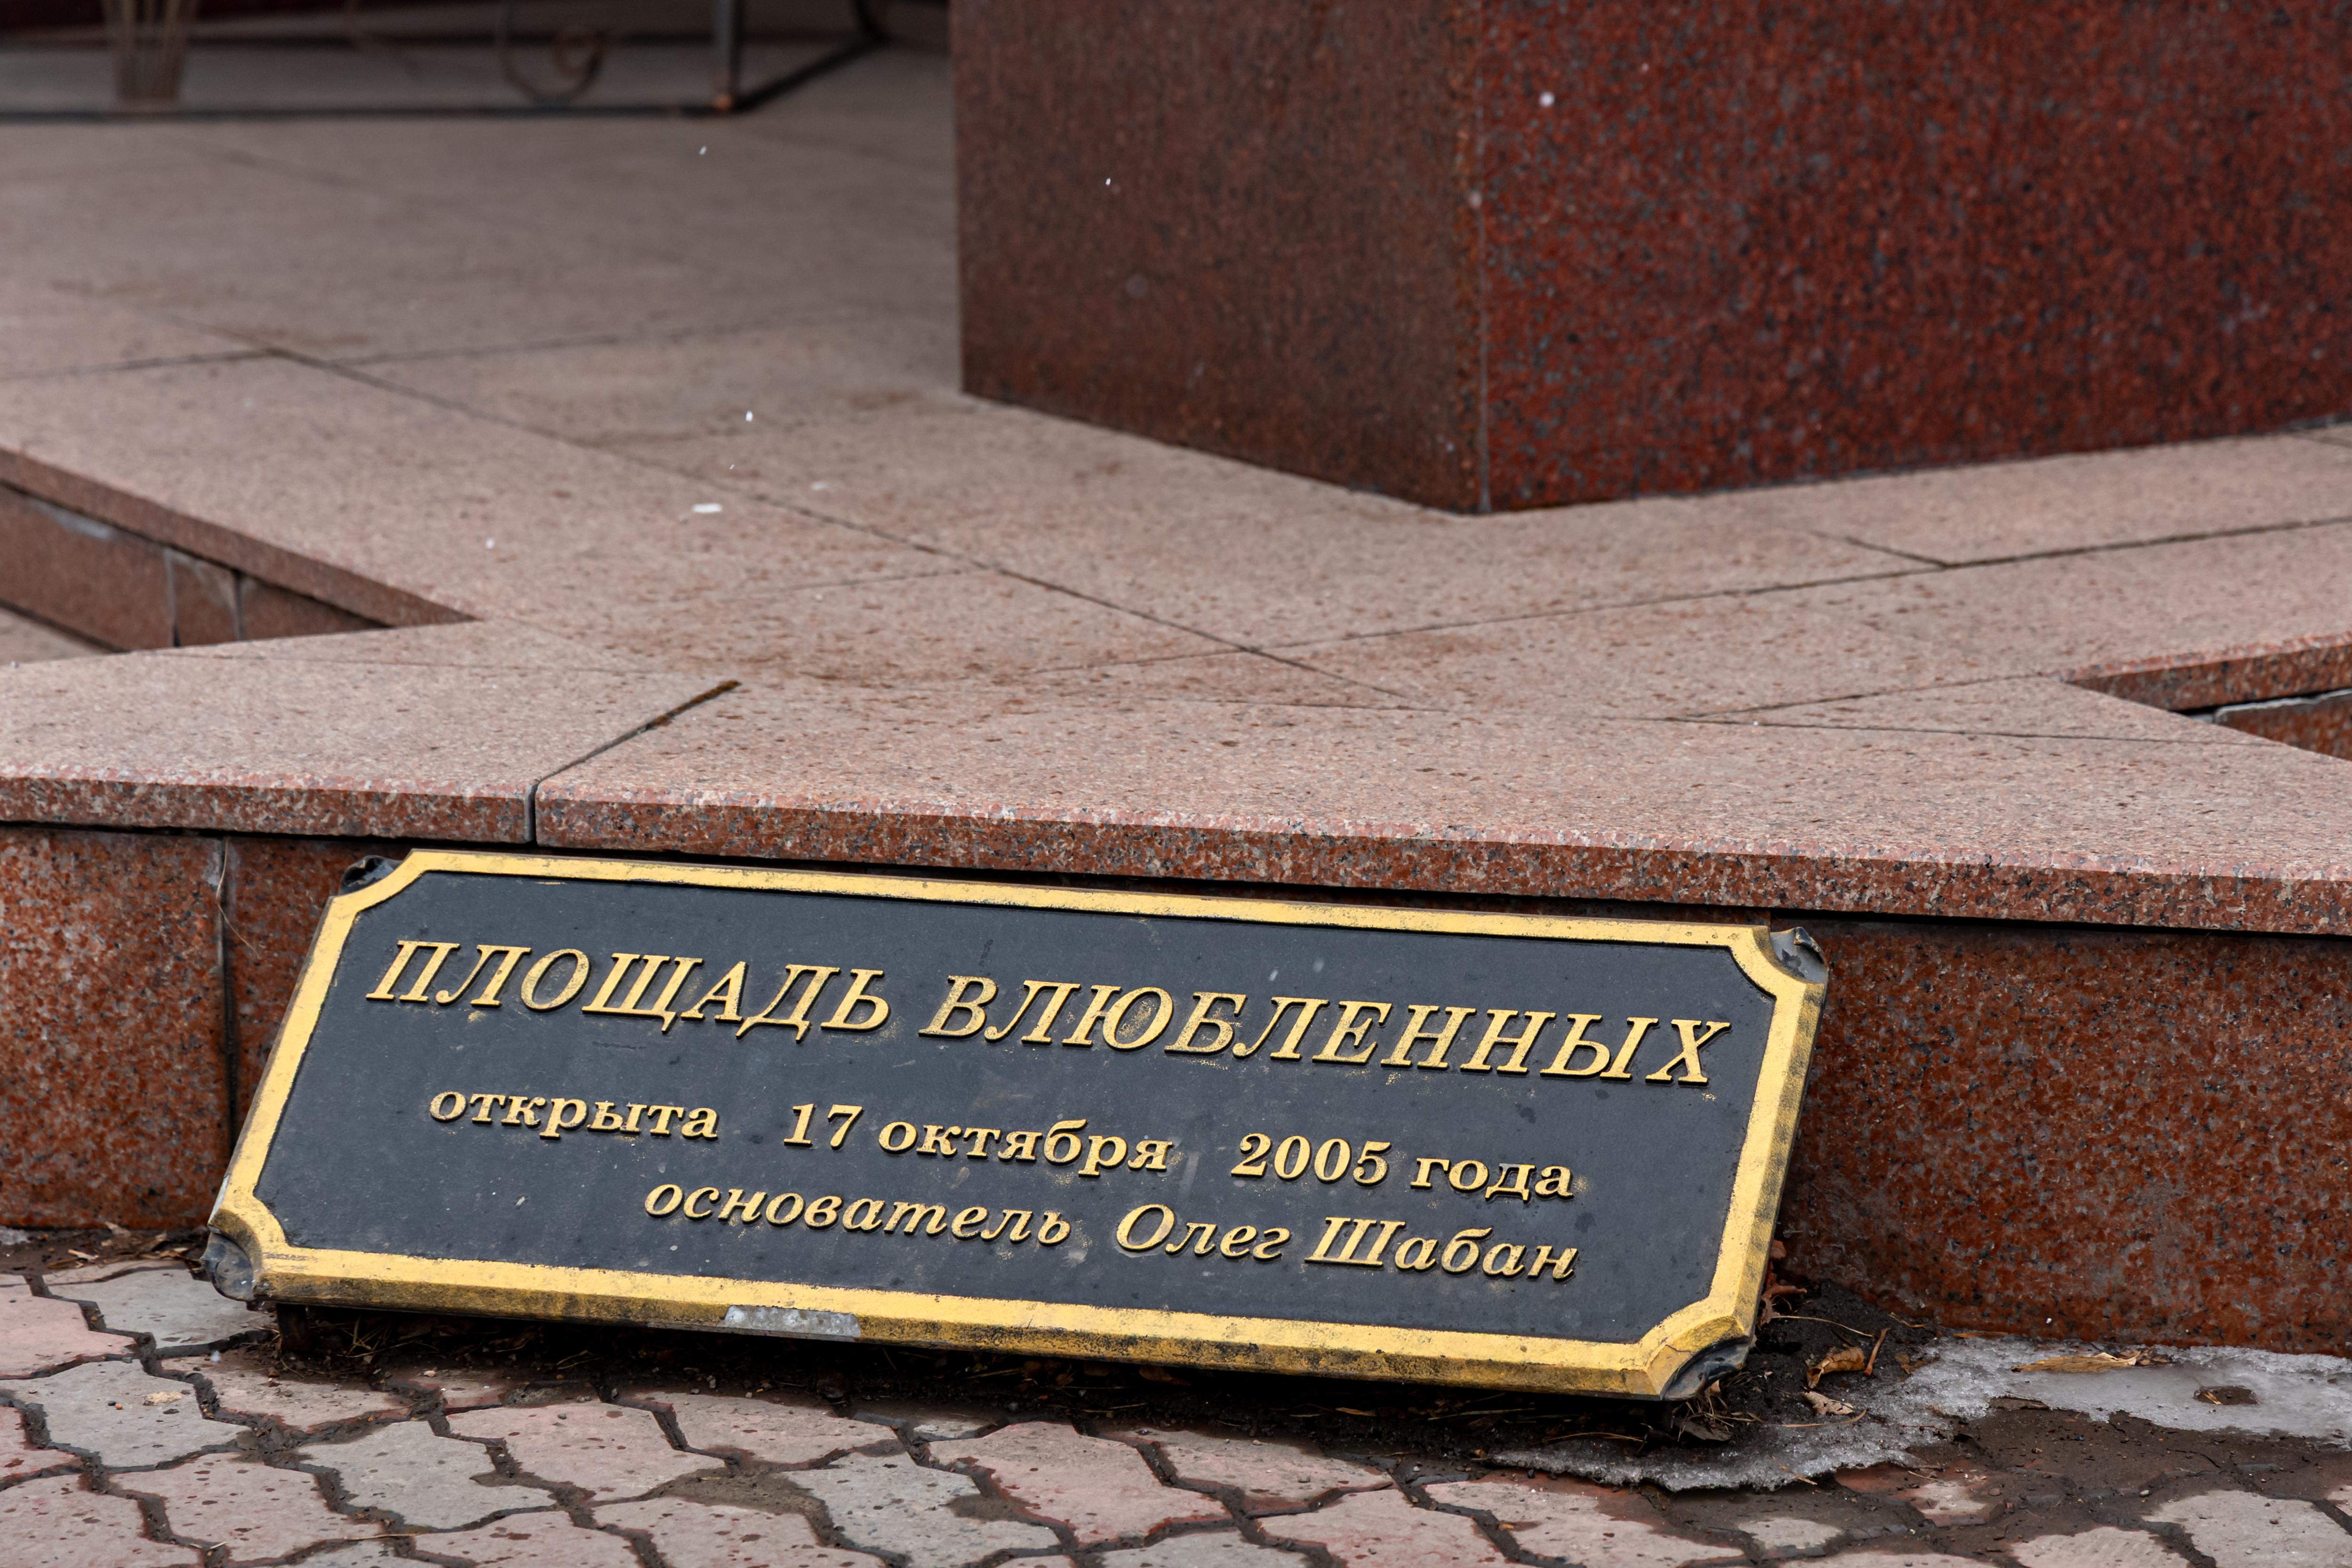 ПЛОЩАДЬ ВЛЮБЛЕННЫХ
открыта 17 октября 2005 года
основатель Олег Шабан